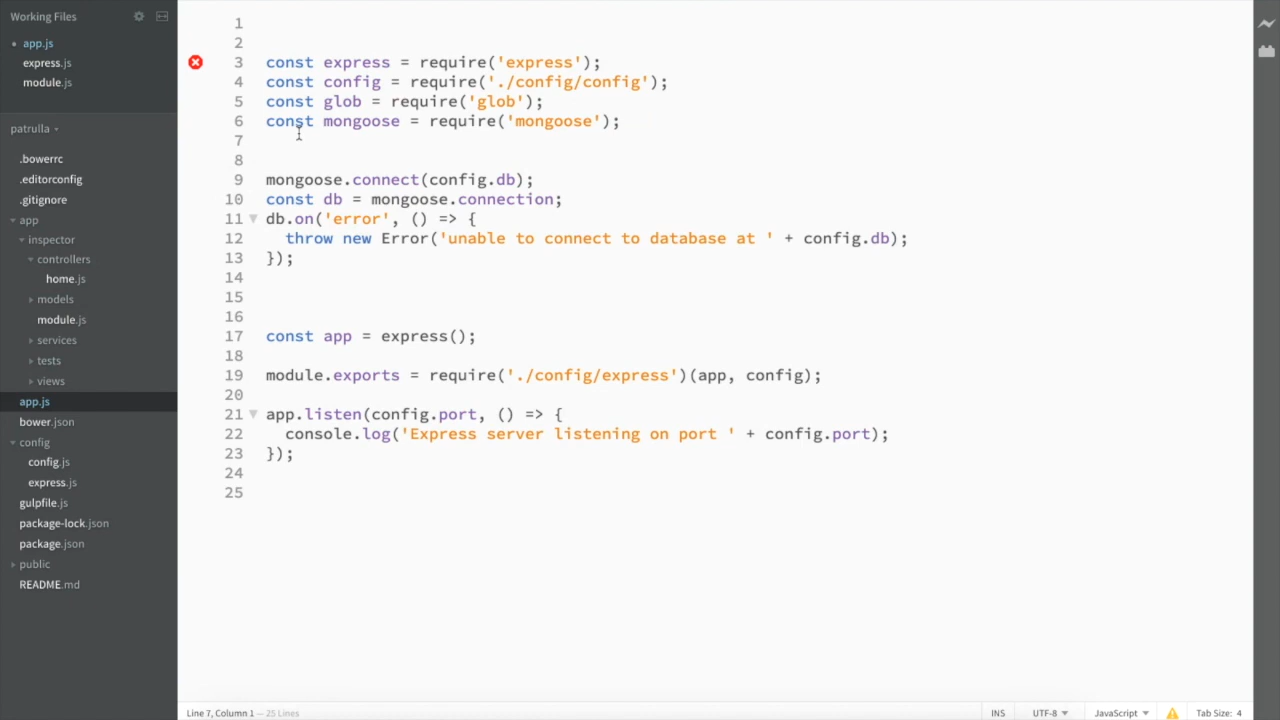 Working Files
app.js
express.js
module.js
patrulla
.bowerrc
.editorconfig
.gitignore
app
inspector
controllers
home.js
models
module.js
services
tests
views
app.js
bower.json
config
config.js
express.js
gulpfile.js
package-lock.json
package.json
public
README.md
1
2
3 const express = require('express');
4 const config = require('./config/config');
5 const glob = require('glob');
6 const mongoose = require('mongoose');
7
8
9 mongoose.connect(config.db);
10 const db = mongoose.connection;
11 db.on('error', () => {
12 throw new Error('unable to connect to database at ' + config.db);
13 });
14
15
16
17 const app = express();
18
19 module.exports = require('./config/express')(app, config);
20
21 app.listen(config.port, () => {
22 console.log('Express server listening on port ' + config.port);
23 });
24
25
Line 7, Column 1 — 25 Lines INS UTF-8 JavaScript Tab Size: 4